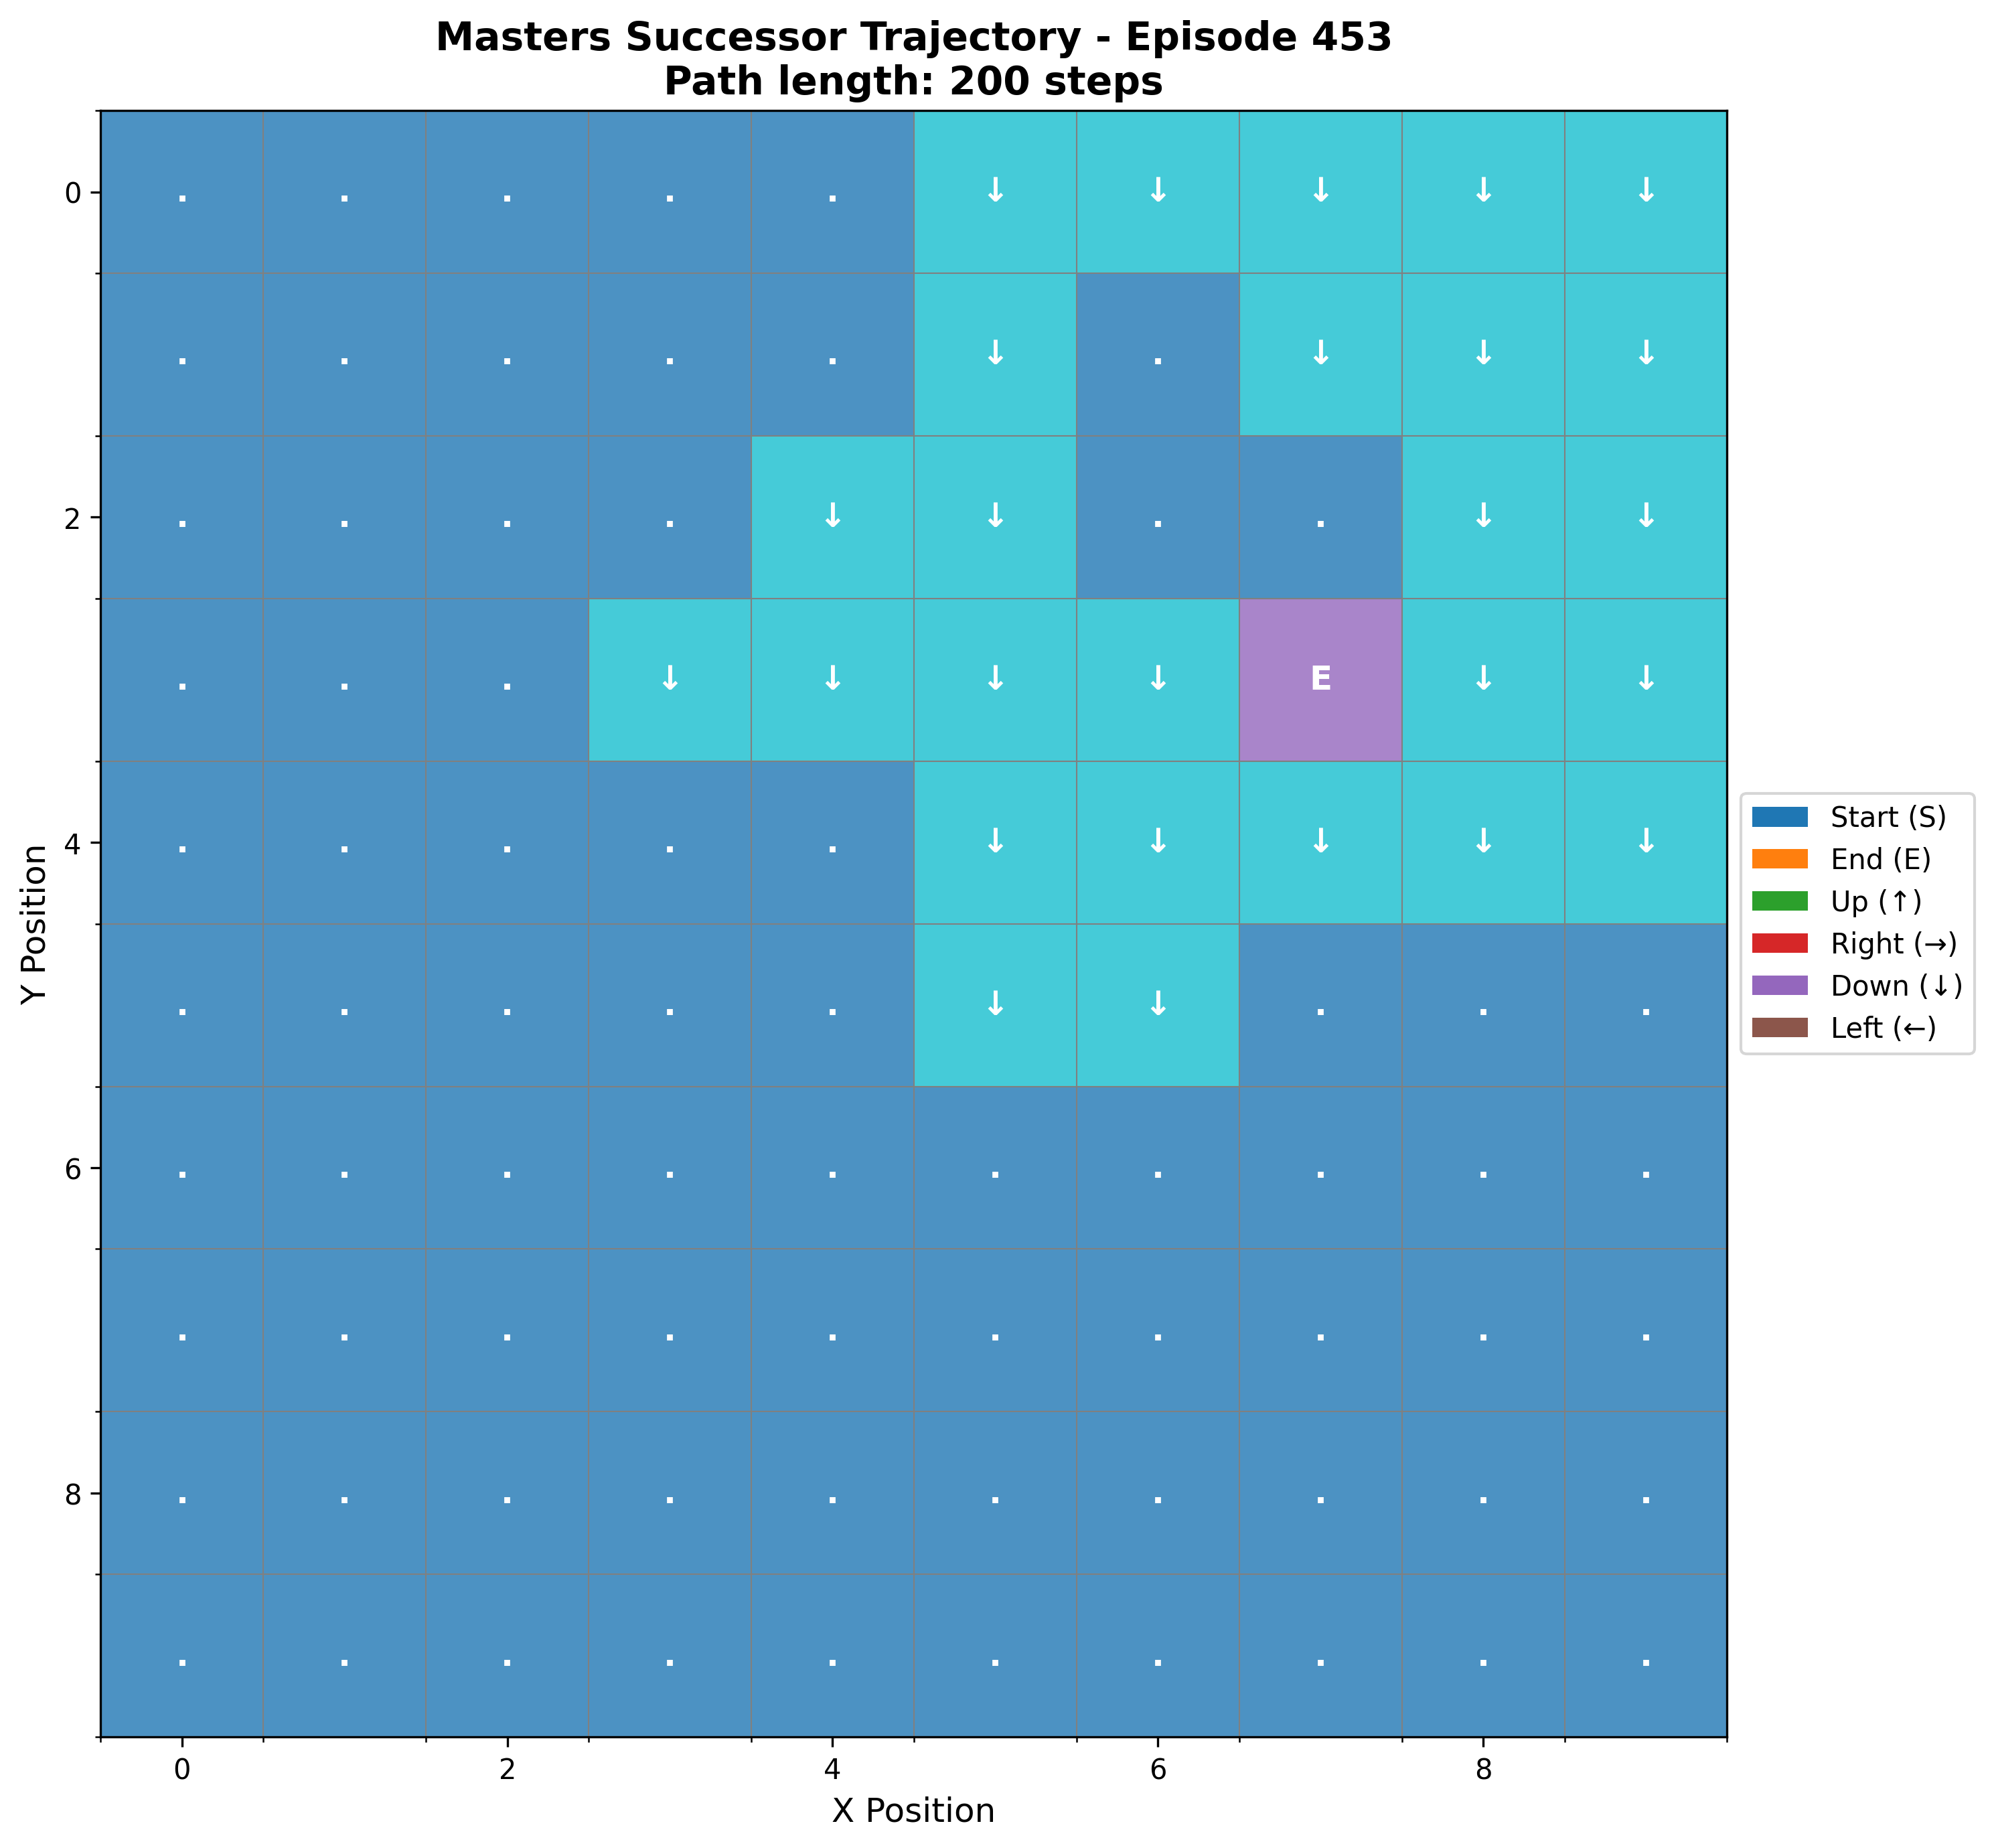 Masters Successor Trajectory - Episode 453
Path length: 200 steps
0 . . . . . ↓ ↓ ↓ ↓ ↓
. . . . . ↓ . ↓ ↓ ↓
2 . . . . ↓ ↓ . . ↓ ↓
. . . ↓ ↓ ↓ ↓ E ↓ ↓
4 . . . . . ↓ ↓ ↓ ↓ ↓
. . . . . ↓ ↓ . . .
6 . . . . . . . . . .
. . . . . . . . . .
8 . . . . . . . . . .
. . . . . . . . . .
0 2 4 6 8
X Position
Y Position
Start (S)
End (E)
Up (↑)
Right (→)
Down (↓)
Left (←)